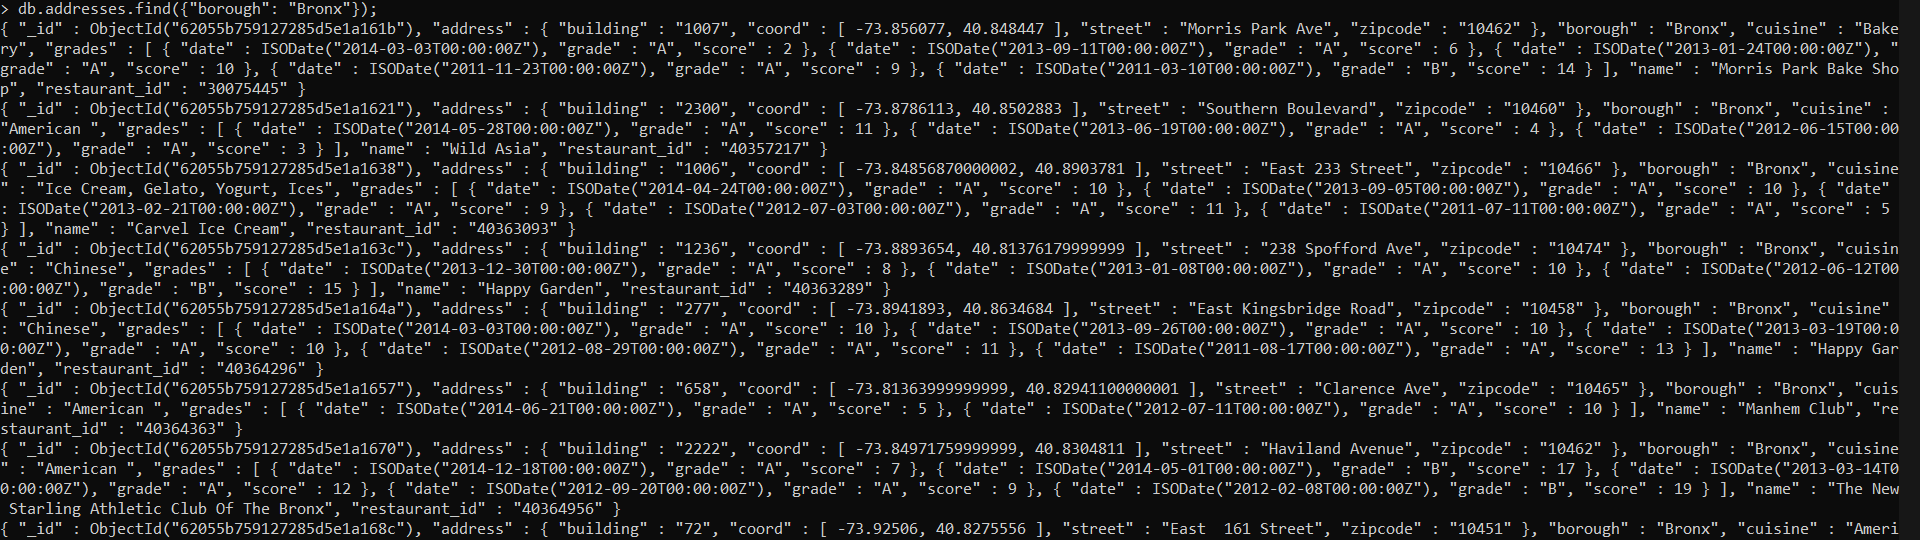 > db.addresses.find({"borough": "Bronx"});
{ "_id" : ObjectId("62055b759127285d5e1a161b"), "address" : { "building" : "1007", "coord" : [ -73.856077, 40.848447 ], "street" : "Morris Park Ave", "zipcode" : "10462" }, "borough" : "Bronx", "cuisine" : "Bake
ry", "grades" : [ { "date" : ISODate("2014-03-03T00:00:00Z"), "grade" : "A", "score" : 2 }, { "date" : ISODate("2013-09-11T00:00:00Z"), "grade" : "A", "score" : 6 }, { "date" : ISODate("2013-01-24T00:00:00Z"), "
grade" : "A", "score" : 10 }, { "date" : ISODate("2011-11-23T00:00:00Z"), "grade" : "A", "score" : 9 }, { "date" : ISODate("2011-03-10T00:00:00Z"), "grade" : "B", "score" : 14 } ], "name" : "Morris Park Bake Sho
p", "restaurant_id" : "30075445" }
{ "_id" : ObjectId("62055b759127285d5e1a1621"), "address" : { "building" : "2300", "coord" : [ -73.8786113, 40.8502883 ], "street" : "Southern Boulevard", "zipcode" : "10460" }, "borough" : "Bronx", "cuisine" :
"American ", "grades" : [ { "date" : ISODate("2014-05-28T00:00:00Z"), "grade" : "A", "score" : 11 }, { "date" : ISODate("2013-06-19T00:00:00Z"), "grade" : "A", "score" : 4 }, { "date" : ISODate("2012-06-15T00:00
:00Z"), "grade" : "A", "score" : 3 } ], "name" : "Wild Asia", "restaurant_id" : "40357217" }
{ "_id" : ObjectId("62055b759127285d5e1a1638"), "address" : { "building" : "1006", "coord" : [ -73.84856870000002, 40.8903781 ], "street" : "East 233 Street", "zipcode" : "10466" }, "borough" : "Bronx", "cuisine
" : "Ice Cream, Gelato, Yogurt, Ices", "grades" : [ { "date" : ISODate("2014-04-24T00:00:00Z"), "grade" : "A", "score" : 10 }, { "date" : ISODate("2013-09-05T00:00:00Z"), "grade" : "A", "score" : 10 }, { "date"
: ISODate("2013-02-21T00:00:00Z"), "grade" : "A", "score" : 9 }, { "date" : ISODate("2012-07-03T00:00:00Z"), "grade" : "A", "score" : 11 }, { "date" : ISODate("2011-07-11T00:00:00Z"), "grade" : "A", "score" : 5
} ], "name" : "Carvel Ice Cream", "restaurant_id" : "40363093" }
{ "_id" : ObjectId("62055b759127285d5e1a163c"), "address" : { "building" : "1236", "coord" : [ -73.8893654, 40.81376179999999 ], "street" : "238 Spofford Ave", "zipcode" : "10474" }, "borough" : "Bronx", "cuisin
e" : "Chinese", "grades" : [ { "date" : ISODate("2013-12-30T00:00:00Z"), "grade" : "A", "score" : 8 }, { "date" : ISODate("2013-01-08T00:00:00Z"), "grade" : "A", "score" : 10 }, { "date" : ISODate("2012-06-12T00
:00:00Z"), "grade" : "B", "score" : 15 } ], "name" : "Happy Garden", "restaurant_id" : "40363289" }
{ "_id" : ObjectId("62055b759127285d5e1a164a"), "address" : { "building" : "277", "coord" : [ -73.8941893, 40.8634684 ], "street" : "East Kingsbridge Road", "zipcode" : "10458" }, "borough" : "Bronx", "cuisine"
: "Chinese", "grades" : [ { "date" : ISODate("2014-03-03T00:00:00Z"), "grade" : "A", "score" : 10 }, { "date" : ISODate("2013-09-26T00:00:00Z"), "grade" : "A", "score" : 10 }, { "date" : ISODate("2013-03-19T00:0
0:00Z"), "grade" : "A", "score" : 10 }, { "date" : ISODate("2012-08-29T00:00:00Z"), "grade" : "A", "score" : 11 }, { "date" : ISODate("2011-08-17T00:00:00Z"), "grade" : "A", "score" : 13 } ], "name" : "Happy Gar
den", "restaurant_id" : "40364296" }
{ "_id" : ObjectId("62055b759127285d5e1a1657"), "address" : { "building" : "658", "coord" : [ -73.81363999999999, 40.82941100000001 ], "street" : "Clarence Ave", "zipcode" : "10465" }, "borough" : "Bronx", "cuis
ine" : "American ", "grades" : [ { "date" : ISODate("2014-06-21T00:00:00Z"), "grade" : "A", "score" : 5 }, { "date" : ISODate("2012-07-11T00:00:00Z"), "grade" : "A", "score" : 10 } ], "name" : "Manhem Club", "re
staurant_id" : "40364363" }
{ "_id" : ObjectId("62055b759127285d5e1a1670"), "address" : { "building" : "2222", "coord" : [ -73.84971759999999, 40.8304811 ], "street" : "Haviland Avenue", "zipcode" : "10462" }, "borough" : "Bronx", "cuisine
" : "American ", "grades" : [ { "date" : ISODate("2014-12-18T00:00:00Z"), "grade" : "A", "score" : 7 }, { "date" : ISODate("2014-05-01T00:00:00Z"), "grade" : "B", "score" : 17 }, { "date" : ISODate("2013-03-14T0
0:00:00Z"), "grade" : "A", "score" : 12 }, { "date" : ISODate("2012-09-20T00:00:00Z"), "grade" : "A", "score" : 9 }, { "date" : ISODate("2012-02-08T00:00:00Z"), "grade" : "B", "score" : 19 } ], "name" : "The New
 Starling Athletic Club Of The Bronx", "restaurant_id" : "40364956" }
{ "_id" : ObjectId("62055b759127285d5e1a168c"), "address" : { "building" : "72", "coord" : [ -73.92506, 40.8275556 ], "street" : "East  161 Street", "zipcode" : "10451" }, "borough" : "Bronx", "cuisine" : "Ameri